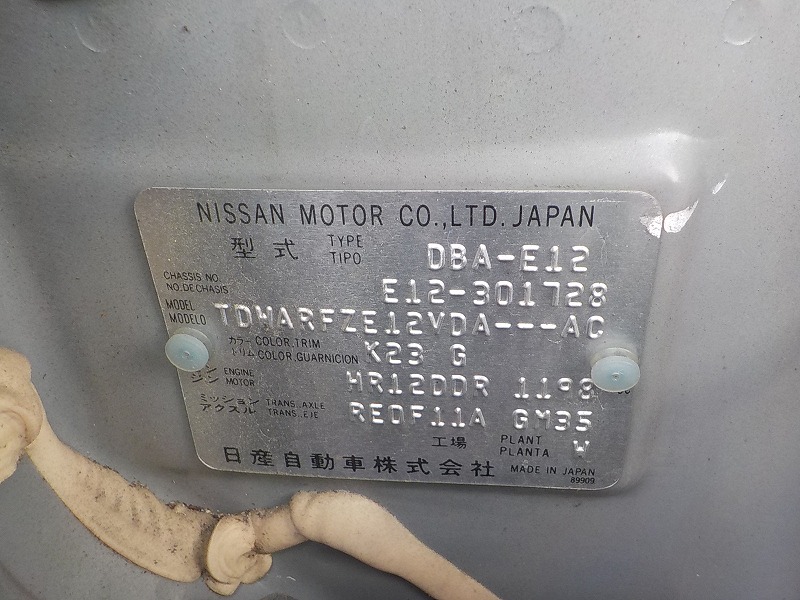 NISSAN MOTOR CO.,LTD. JAPAN
型式 TYPE TIPO DBA-E12
CHASSIS NO. NO.DE CHASIS E12-301728
MODEL MODELO TDWARFZE12VDA---AC
カラー トリム COLOR,TRIM COLOR,GUARNICION K23 G
ジン ENGINE MOTOR HR12DDR 1198
ミッション アクスル TRANS.,AXLE TRANS.,EJE RE0F11A GM35
工場 PLANT PLANTA W
日産自動車株式会社 MADE IN JAPAN
89909